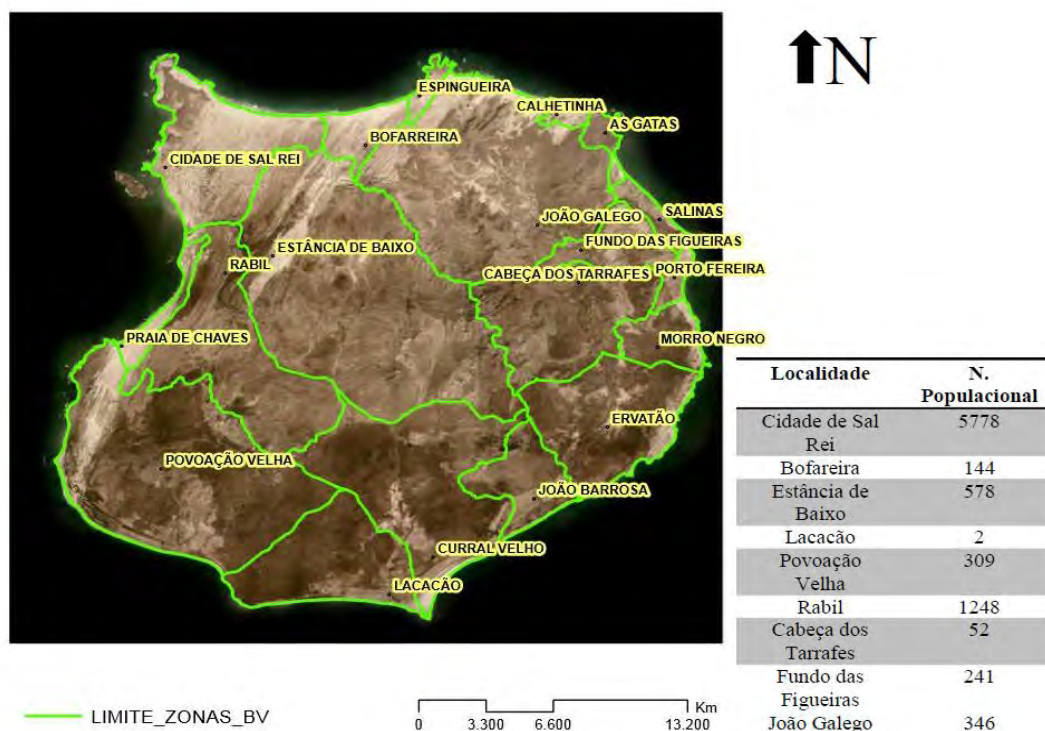 N
ESPINGUEIRA
CALHETINHA
AS GATAS
BOFARREIRA
CIDADE DE SAL REI
SALINAS
JOÃO GALEGO
FUNDO DAS FIGUEIRAS
ESTÂNCIA DE BAIXO
RABIL
CABEÇA DOS TARRAFES
PORTO FEREIRA
PRAIA DE CHAVES
MORRO NEGRO
ERVATÃO
POVOAÇÃO VELHA
JOÃO BARROSA
CURRAL VELHO
LACACÃO
LIMITE_ZONAS_BV
Km
0 3.300 6.600 13.200
Localidade N.
Populacional
Cidade de Sal 5778
Rei
Bofareira 144
Estância de 578
Baixo
Lacacão 2
Povoação 309
Velha
Rabil 1248
Cabeça dos 52
Tarrafes
Fundo das 241
Figueiras
João Galego 346